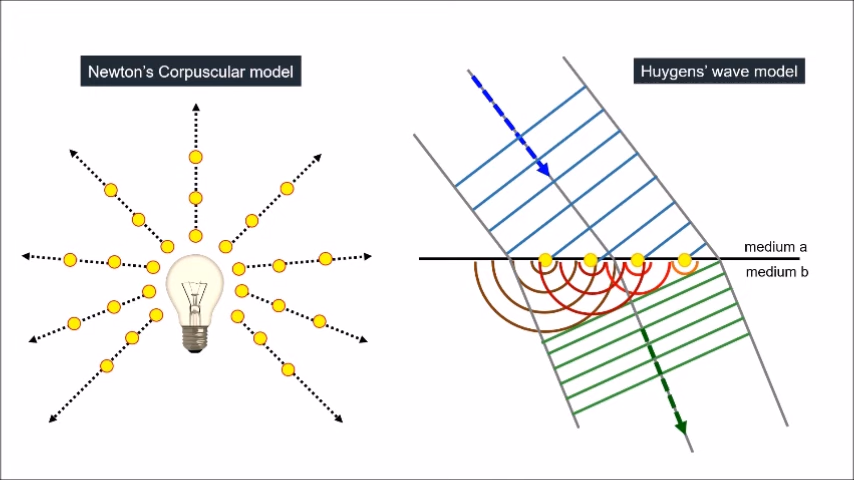 Newton's Corpuscular model
Huygens' wave model
medium a
medium b